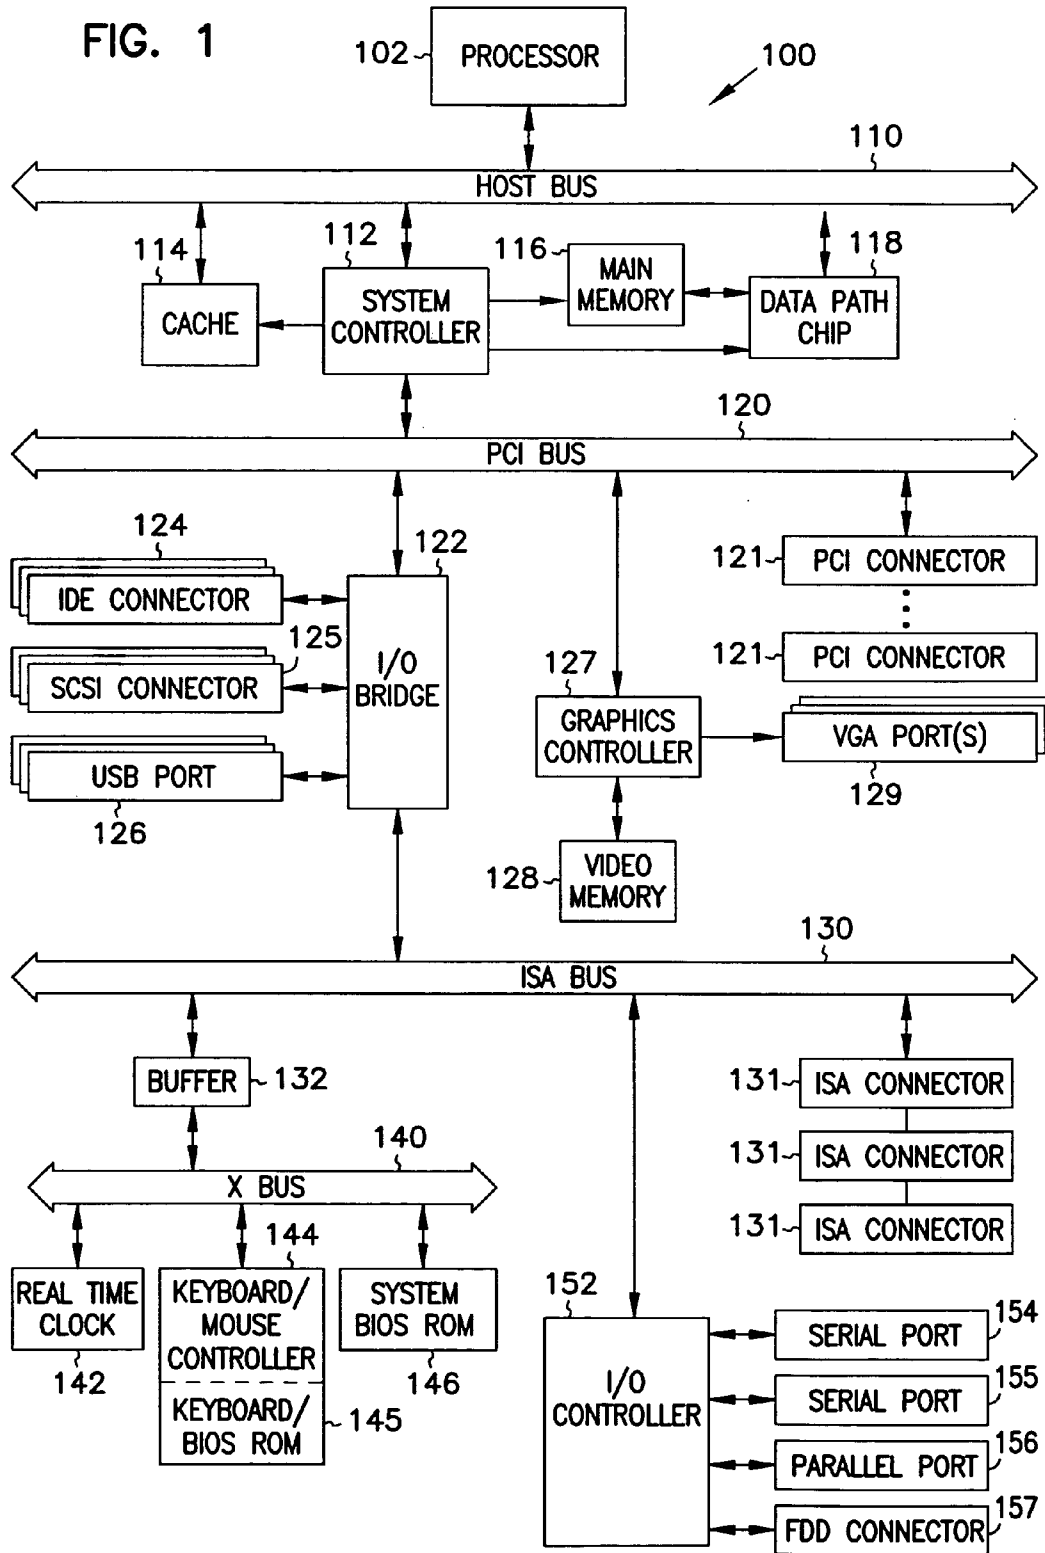 FIG. 1
102
PROCESSOR
100
110
HOST BUS
114
112
116
118
CACHE
SYSTEM
CONTROLLER
MAIN
MEMORY
DATA PATH
CHIP
120
PCI BUS
124
IDE CONNECTOR
122
121
PCI CONNECTOR
125
SCSI CONNECTOR
I/O
BRIDGE
121
PCI CONNECTOR
127
GRAPHICS
CONTROLLER
VGA PORT(S)
129
USB PORT
126
128
VIDEO
MEMORY
130
ISA BUS
BUFFER
132
131
ISA CONNECTOR
131
ISA CONNECTOR
131
ISA CONNECTOR
140
X BUS
REAL TIME
CLOCK
142
144
KEYBOARD/
MOUSE
CONTROLLER
KEYBOARD/
BIOS ROM
145
SYSTEM
BIOS ROM
146
152
I/O
CONTROLLER
SERIAL PORT
154
SERIAL PORT
155
PARALLEL PORT
156
FDD CONNECTOR
157